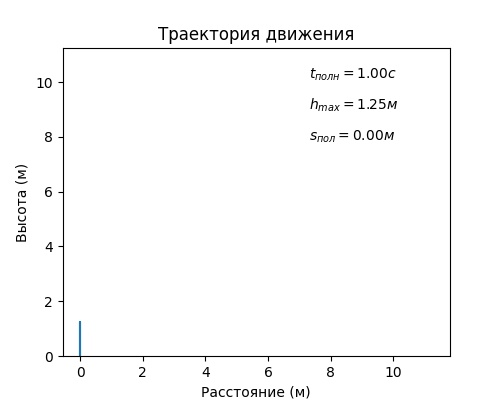 Траектория движения
t_полн = 1.00с
h_max = 1.25м
s_пол = 0.00м
Высота (м)
10
8
6
4
2
0
0 2 4 6 8 10
Расстояние (м)